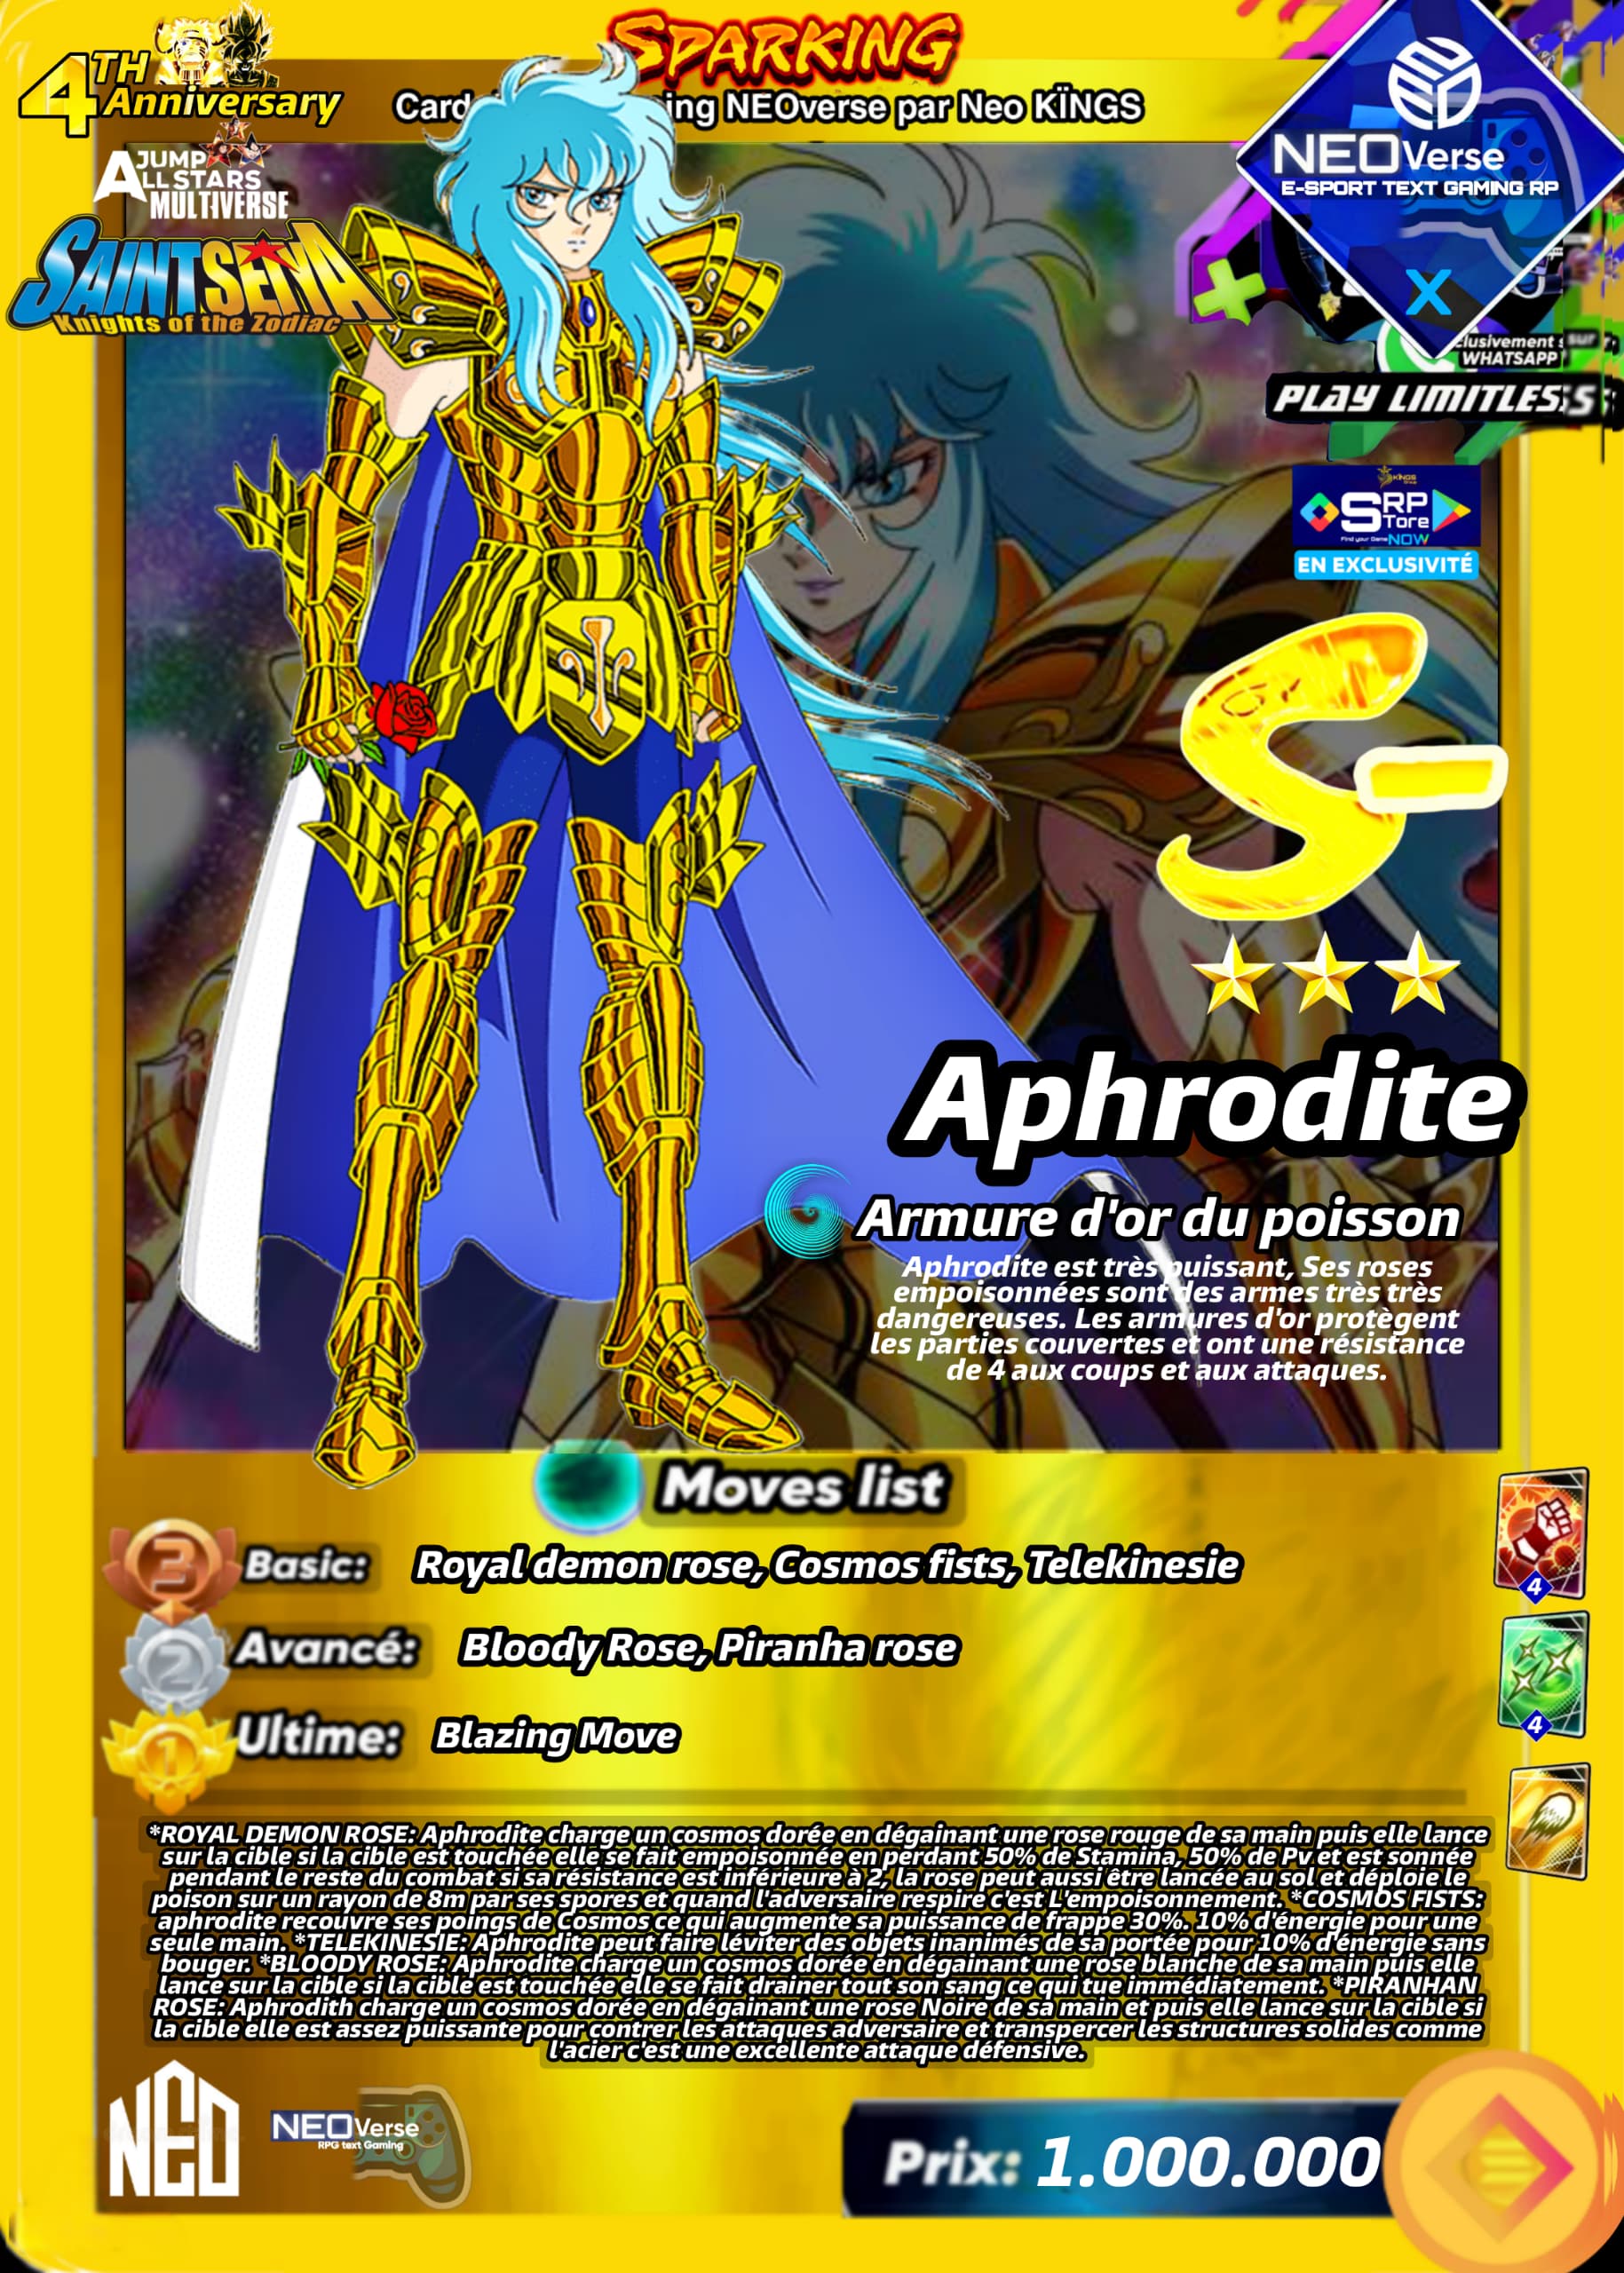 SPARKING
4TH
Anniversary
Card ing NEOverse par Neo KÏNGS
JUMP
ALL STARS
MULTIVERSE
SAINT SEIYA
Knights of the Zodiac
NEOVerse
E-SPORT TEXT GAMING RP
X
clusivement
WHATSAPP
PLAY LIMITLESS
KINGS
SRP
Tore
Find your Game NOW
EN EXCLUSIVITÉ
S-
Aphrodite
Armure d'or du poisson
Aphrodite est très puissant, Ses roses
empoisonnées sont des armes très très
dangereuses. Les armures d'or protègent
les parties couvertes et ont une résistance
de 4 aux coups et aux attaques.
Moves list
3 Basic: Royal demon rose, Cosmos fists, Telekinesie
4
2 Avancé: Bloody Rose, Piranha rose
4
1 Ultime: Blazing Move
*ROYAL DEMON ROSE: Aphrodite charge un cosmos dorée en dégainant une rose rouge de sa main puis elle lance
sur la cible si la cible est touchée elle se fait empoisonnée en perdant 50% de Stamina, 50% de Pv et est sonnée
pendant le reste du combat si sa résistance est inférieure à 2, la rose peut aussi être lancée au sol et déploie le
poison sur un rayon de 8m par ses spores et quand l'adversaire respire c'est L'empoisonnement. *COSMOS FISTS:
aphrodite recouvre ses poings de Cosmos ce qui augmente sa puissance de frappe 30%. 10% d'énergie pour une
seule main. *TELEKINESIE: Aphrodite peut faire léviter des objets inanimés de sa portée pour 10% d'énergie sans
bouger. *BLOODY ROSE: Aphrodite charge un cosmos dorée en dégainant une rose blanche de sa main puis elle
lance sur la cible si la cible est touchée elle se fait drainer tout son sang ce qui tue immédiatement. *PIRANHAN
ROSE: Aphrodith charge un cosmos dorée en dégainant une rose Noire de sa main et puis elle lance sur la cible si
la cible elle est assez puissante pour contrer les attaques adversaire et transpercer les structures solides comme
l'acier c'est une excellente attaque défensive.
NEO
NEOVerse
RPG text Gaming
Prix: 1.000.000